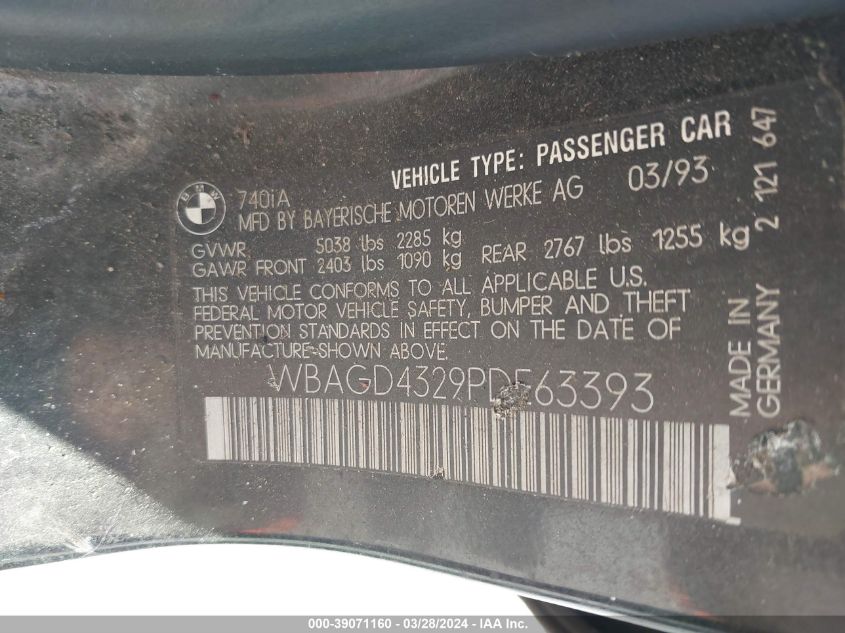 VEHICLE TYPE: PASSENGER CAR
BMW
740iA
MFD BY BAYERISCHE MOTOREN WERKE AG 03/93
GVWR 5038 lbs 2285 kg
GAWR FRONT 2403 lbs 1090 kg REAR 2767 lbs 1255 kg
THIS VEHICLE CONFORMS TO ALL APPLICABLE U.S.
FEDERAL MOTOR VEHICLE SAFETY, BUMPER AND THEFT
PREVENTION STANDARDS IN EFFECT ON THE DATE OF
MANUFACTURE SHOWN ABOVE.
WBAGD4329PDE63393
MADE IN
GERMANY
2 121 647
000-39071160 - 03/28/2024 - IAA Inc.